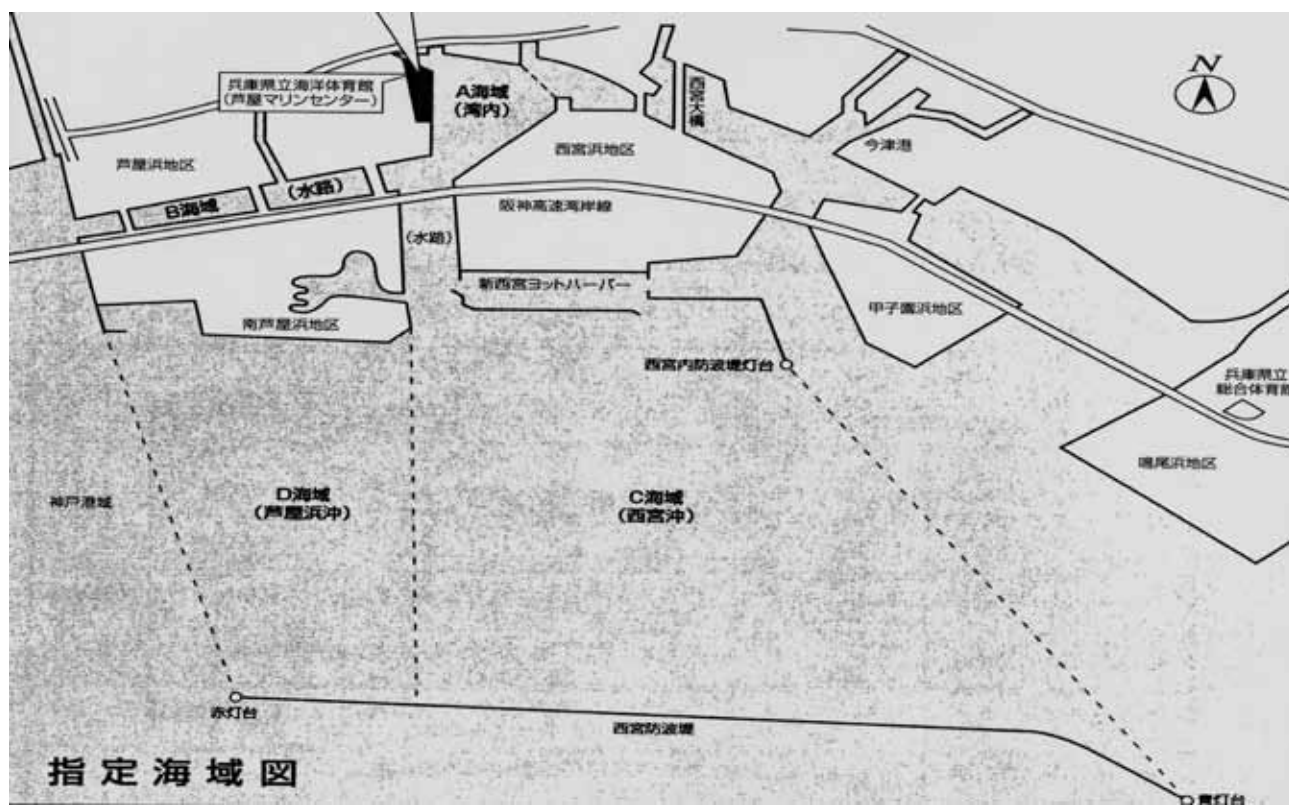 兵庫県立海洋体育館
(芦屋マリンセンター)
A海域
(湾内)
西宮大橋
N
芦屋浜地区
西宮浜地区
今津港
B海域
(水路)
阪神高速湾岸線
(水路)
新西宮ヨットハーバー
南芦屋浜地区
甲子園浜地区
西宮内防波堤灯台
兵庫県立
総合体育館
鳴尾浜地区
神戸港域
D海域
(芦屋浜沖)
C海域
(西宮沖)
赤灯台
西宮防波堤
指定海域図
青灯台